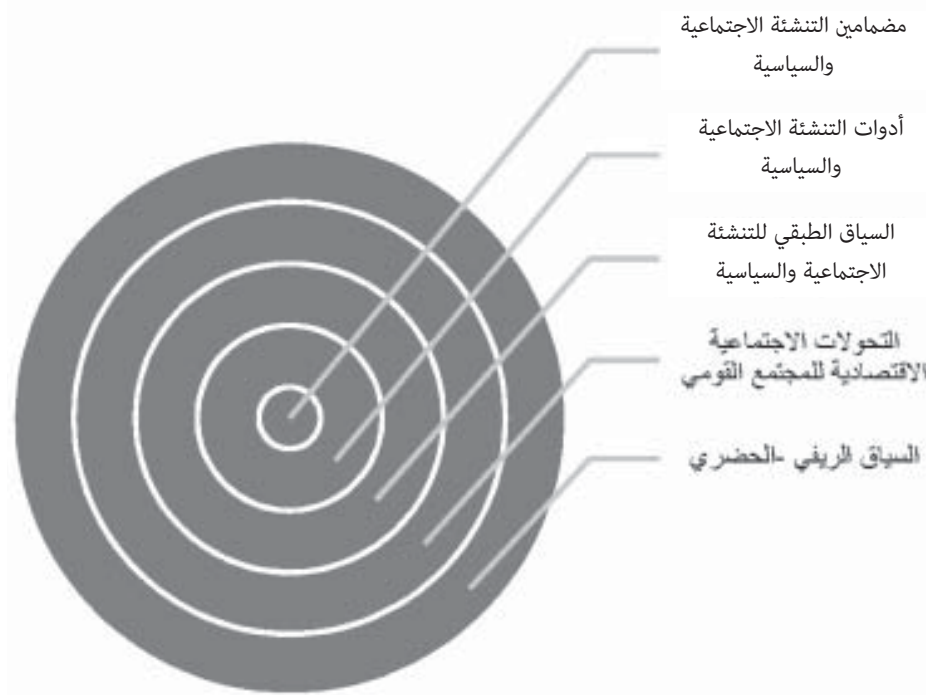 مضمامين التنشئة الاجتماعية
والسياسية
أدوات التنشئة الاجتماعية
والسياسية
السياق الطبقي للتنشئة
الاجتماعية والسياسية
التحولات الاجتماعية
الاقتصادية للمجتمع القومي
السياق الريفي -الحضري